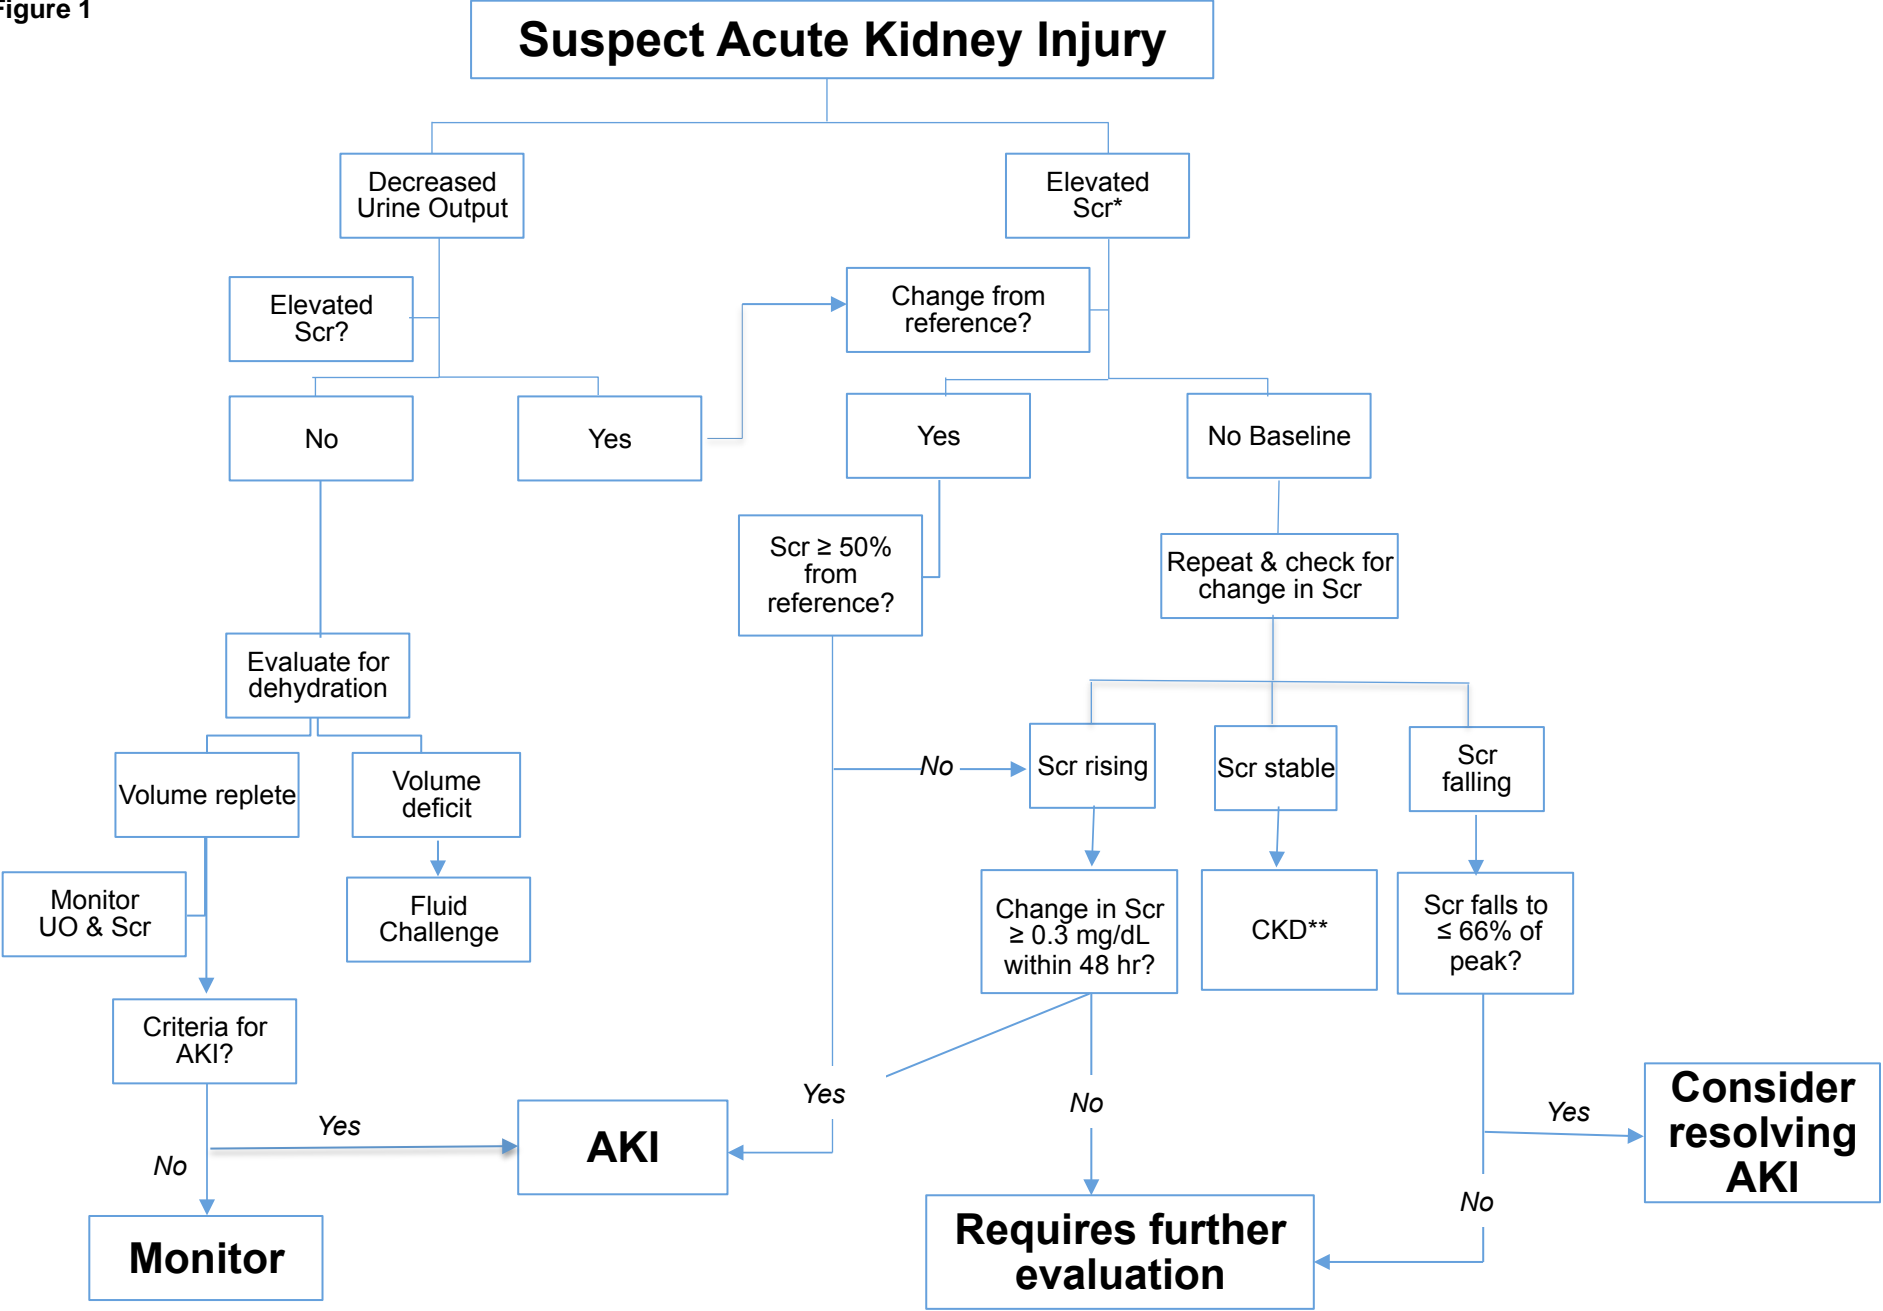 Figure 1
Suspect Acute Kidney Injury
Decreased
Urine Output
Elevated
Scr*
Elevated
Scr?
Change from
reference?
No
Yes
Yes
No Baseline
Scr ≥ 50%
from
reference?
Repeat & check for
change in Scr
Evaluate for
dehydration
Volume replete
Volume
deficit
No
Scr rising
Scr stable
Scr
falling
Monitor
UO & Scr
Fluid
Challenge
Change in Scr
≥ 0.3 mg/dL
within 48 hr?
CKD**
Scr falls to
≤ 66% of
peak?
Criteria for
AKI?
Yes
No
AKI
Yes
No
Yes
No
Consider
resolving
AKI
Monitor
Requires further
evaluation